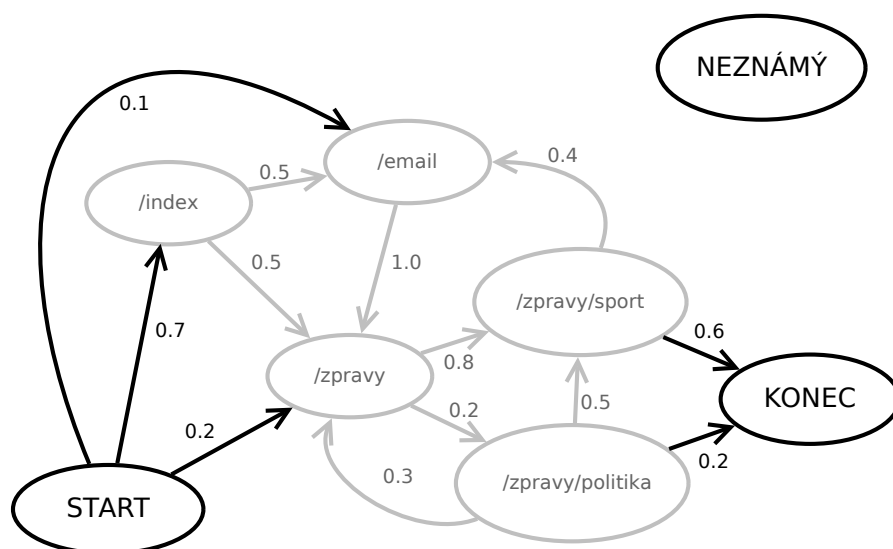 NEZNÁMÝ
0.1
/email
0.4
0.5
/index
0.5
1.0
/zpravy/sport
0.7
0.6
0.8
/zpravy
KONEC
0.2
0.5
0.2
0.2
0.3
/zpravy/politika
START